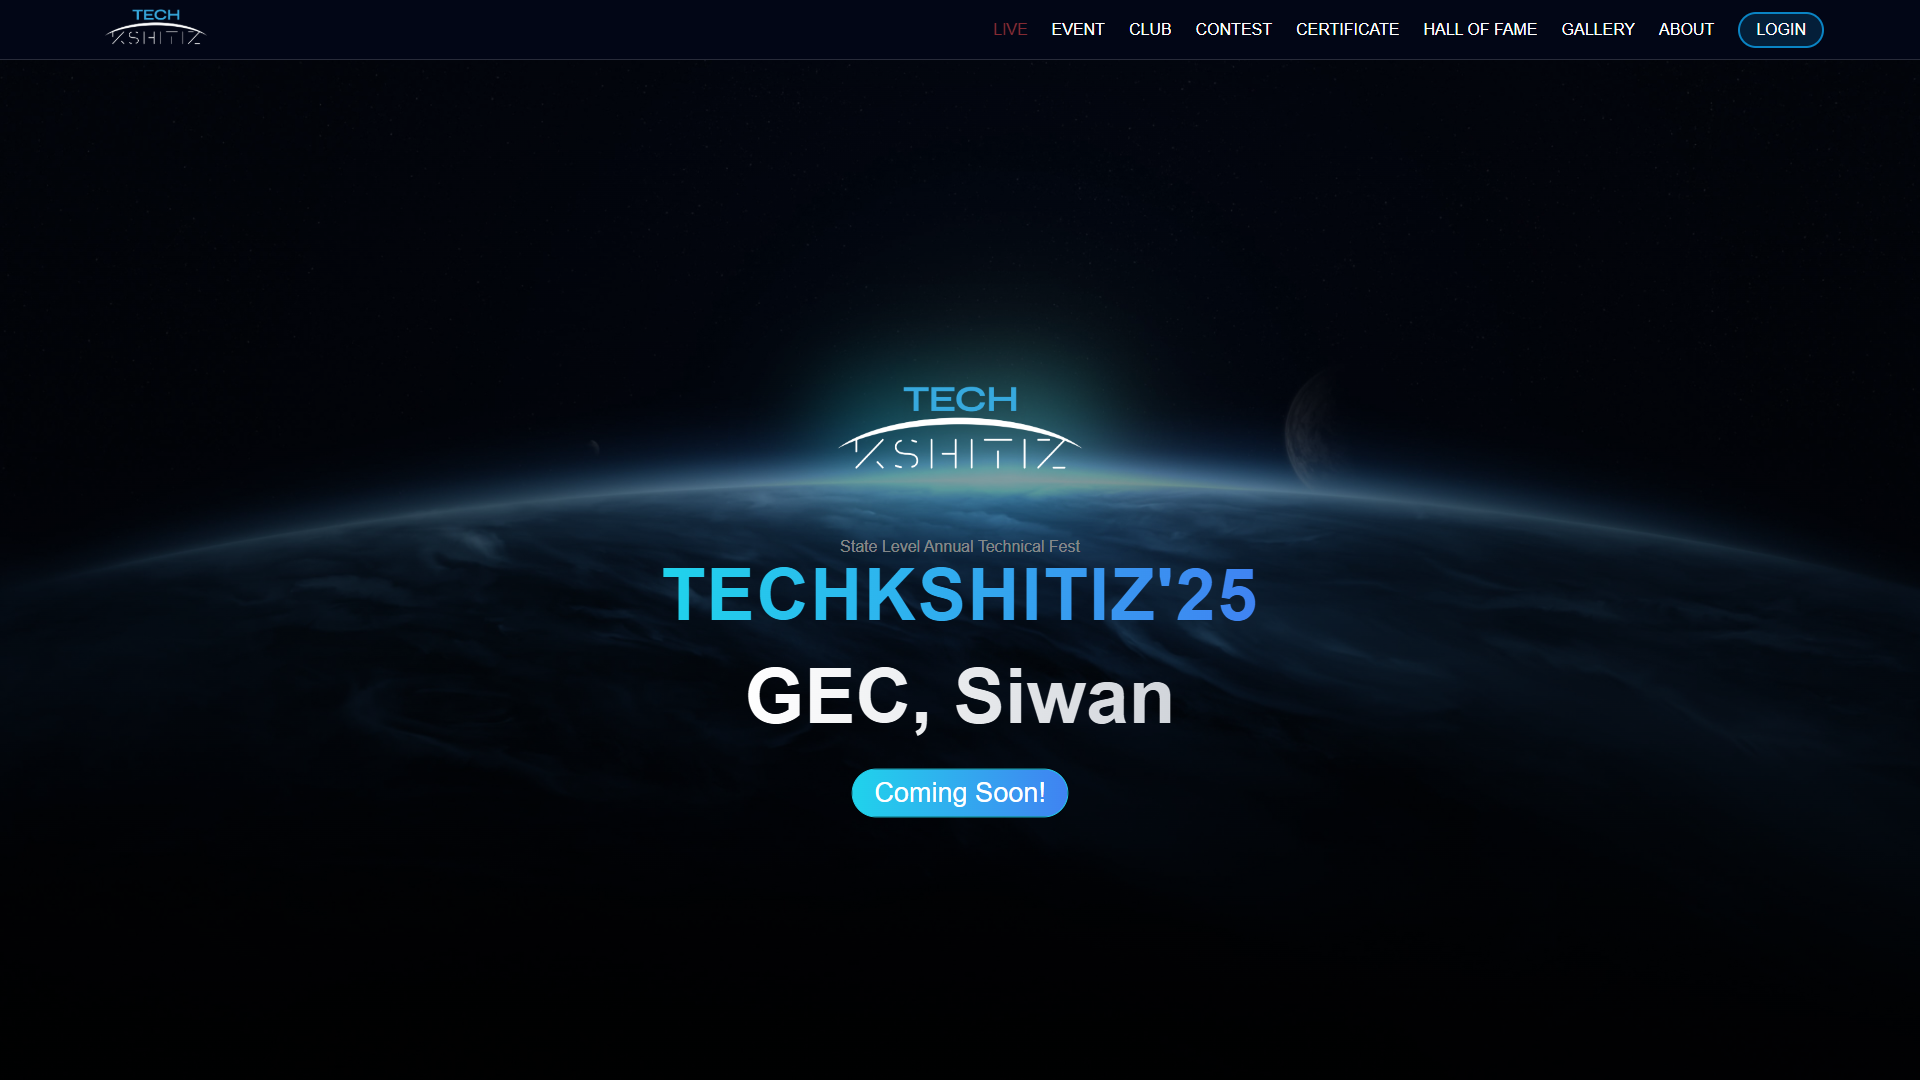 TECH
KSHITIZ
LIVE EVENT CLUB CONTEST CERTIFICATE HALL OF FAME GALLERY ABOUT LOGIN
TECH
KSHITIZ
State Level Annual Technical Fest
TECHKSHITIZ'25
GEC, Siwan
Coming Soon!